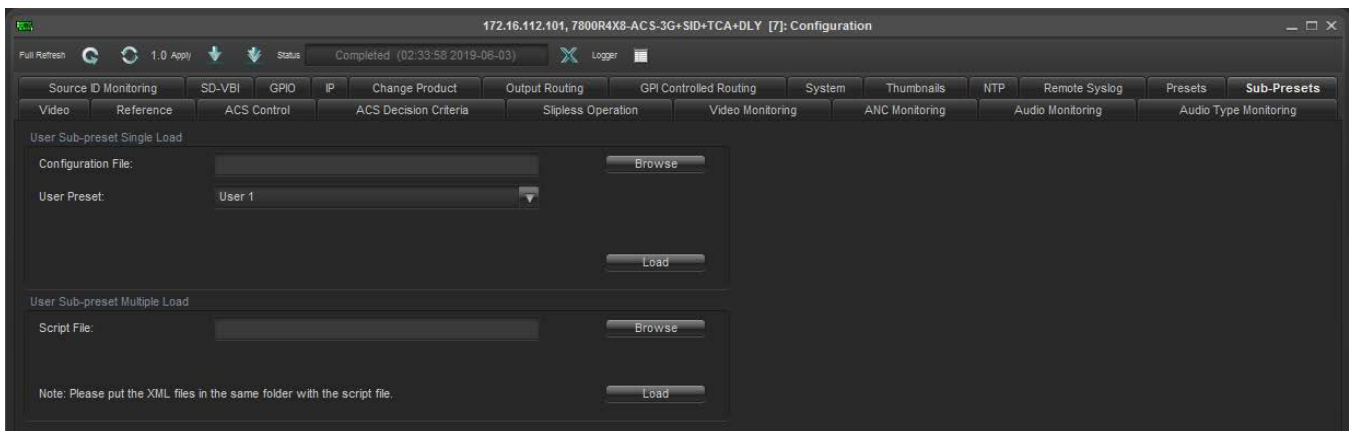 172.16.112.101, 7800R4X8-ACS-3G+SID+TCA+DLY [7]: Configuration
Full Refresh 1.0 Apply Status Completed (02:33:58 2019-06-03) Logger
Source ID Monitoring SD-VBI GPIO IP Change Product Output Routing GPI Controlled Routing System Thumbnails NTP Remote Syslog Presets Sub-Presets
Video Reference ACS Control ACS Decision Criteria Slipless Operation Video Monitoring ANC Monitoring Audio Monitoring Audio Type Monitoring
User Sub-preset Single Load
Configuration File: Browse
User Preset: User 1
Load
User Sub-preset Multiple Load
Script File: Browse
Note: Please put the XML files in the same folder with the script file. Load